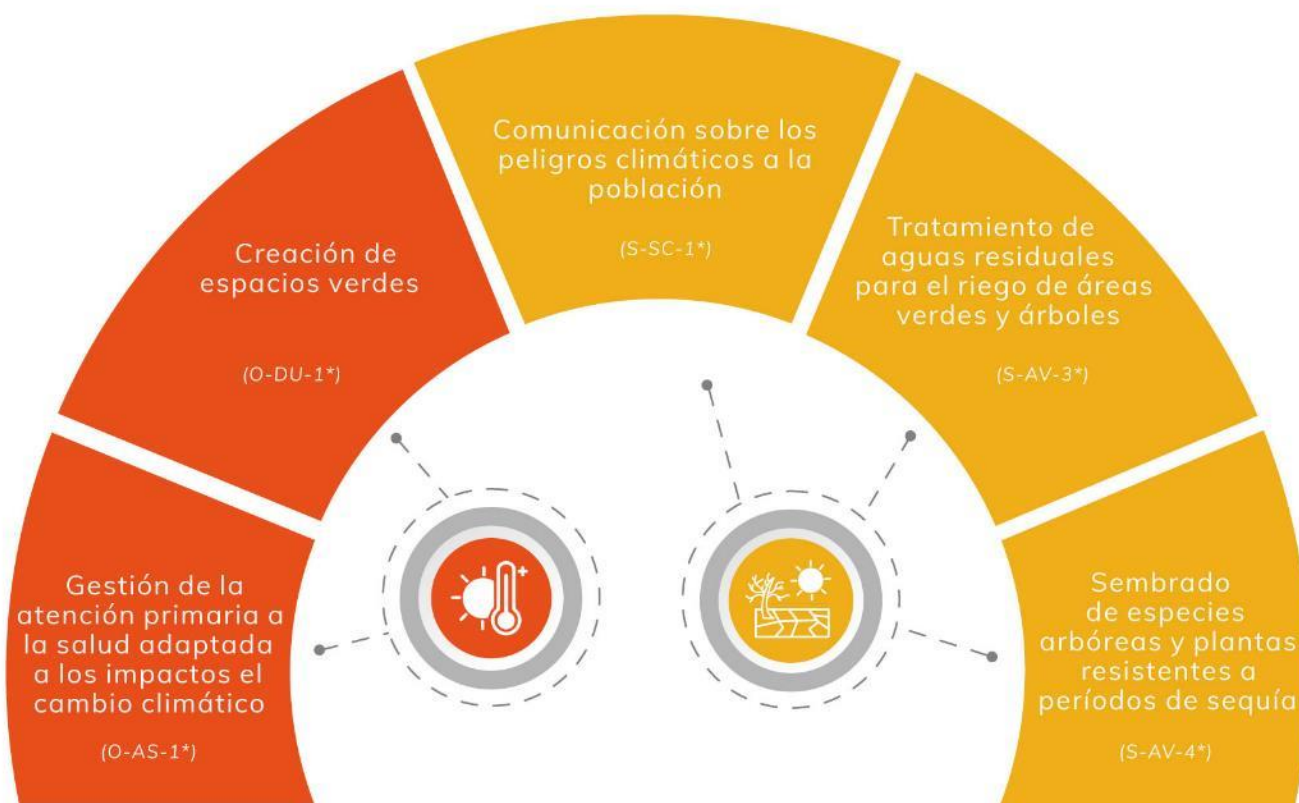 Gestión de la
atención primaria a
la salud adaptada
a los impactos el
cambio climático
(O-AS-1*)
Creación de
espacios verdes
(O-DU-1*)
Comunicación sobre los
peligros climáticos a la
población
(S-SC-1*)
Tratamiento de
aguas residuales
para el riego de áreas
verdes y árboles
(S-AV-3*)
Sembrado
de especies
arbóreas y plantas
resistentes a
períodos de sequía
(S-AV-4*)